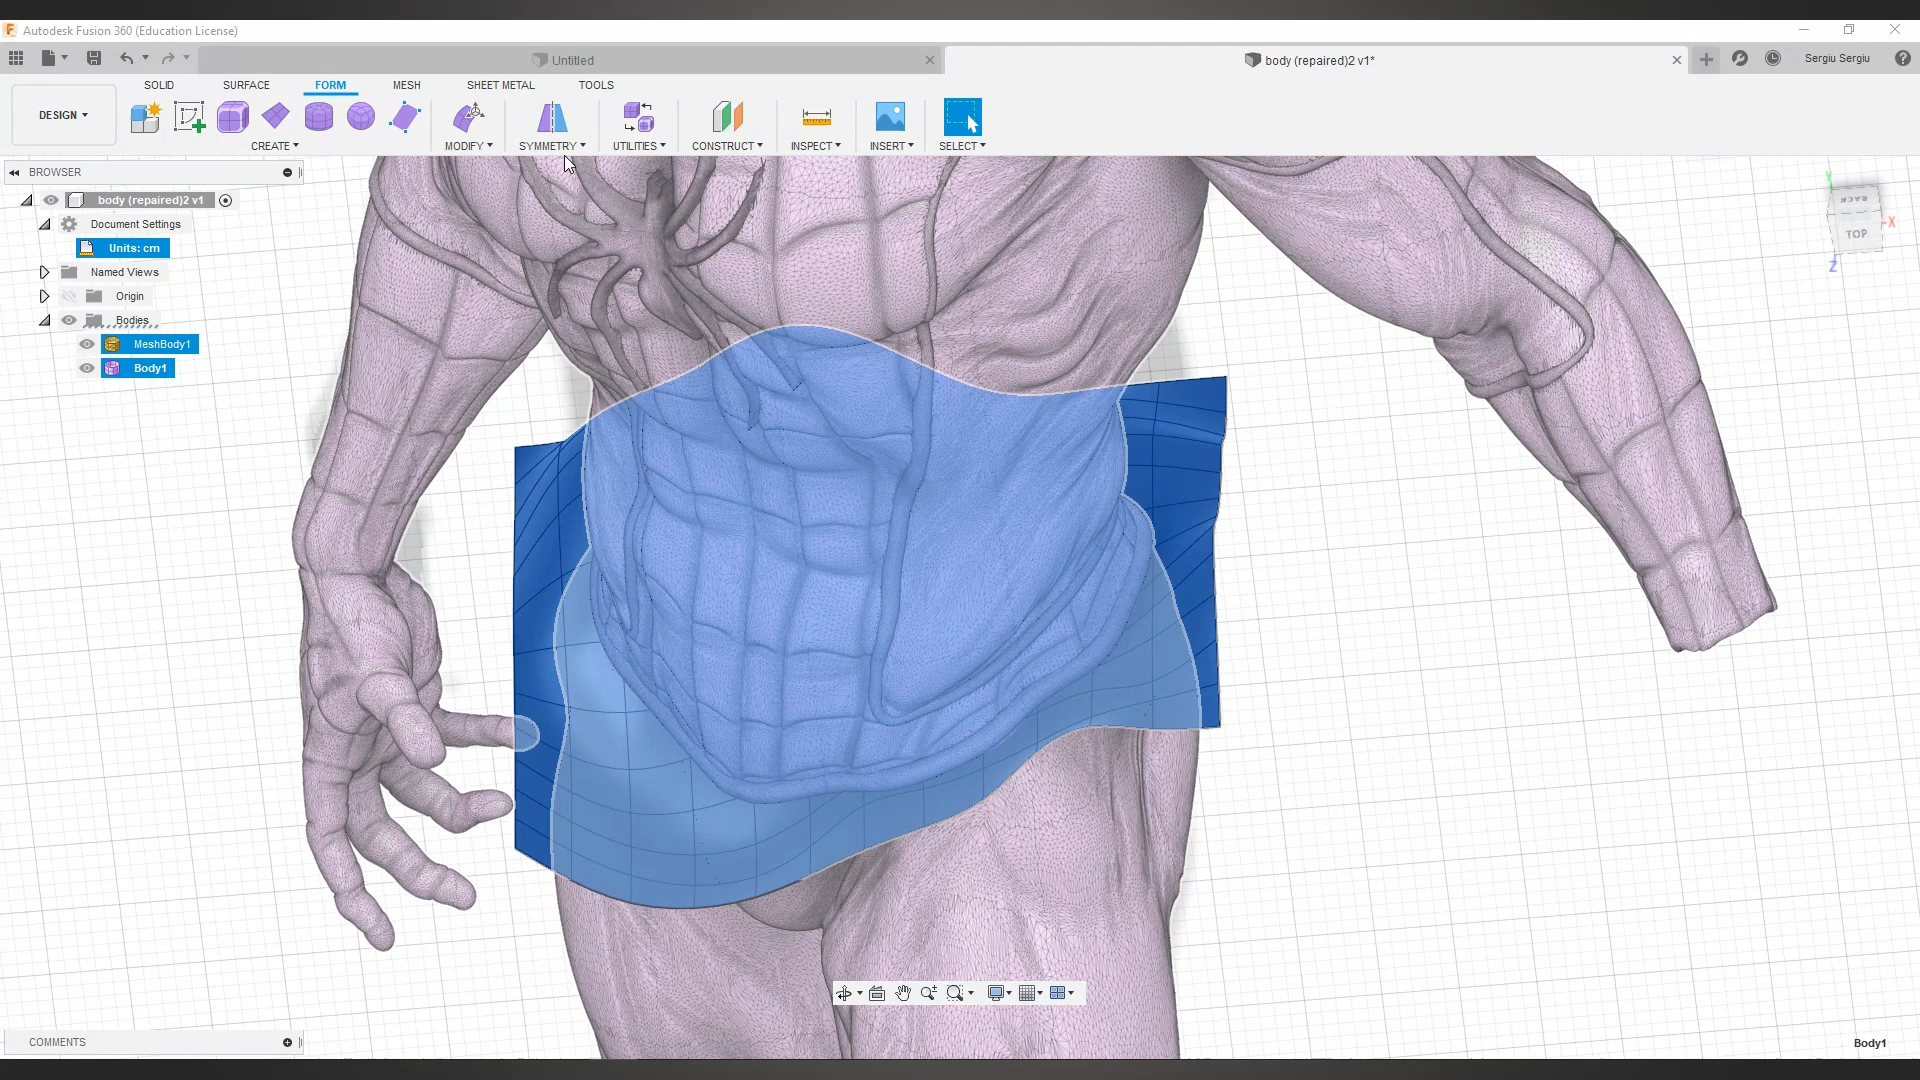 Autodesk Fusion 360 (Education License)
Untitled
body (repaired)2 v1*
Sergiu Sergiu
SOLID SURFACE FORM MESH SHEET METAL TOOLS
DESIGN
CREATE MODIFY SYMMETRY UTILITIES CONSTRUCT INSPECT INSERT SELECT
BROWSER
body (repaired)2 v1
Document Settings
Units: cm
Named Views
Origin
Bodies
MeshBody1
Body1
Y
BACK
X
TOP
Z
COMMENTS
Body1